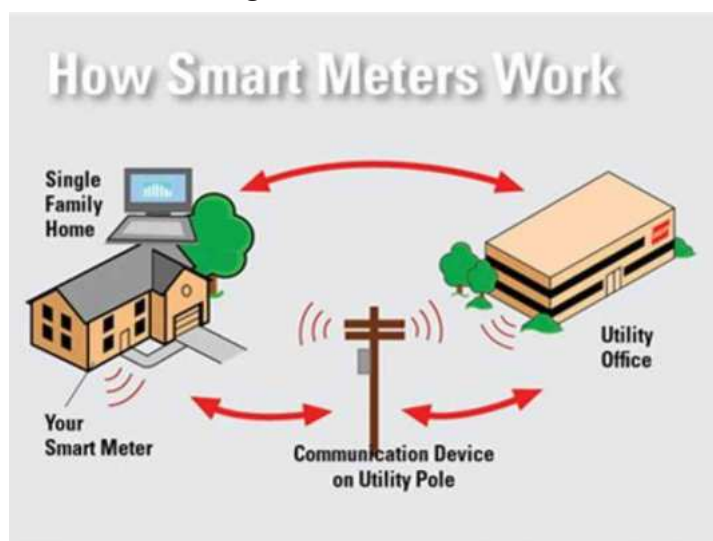 How Smart Meters Work
Single
Family
Home
Utility
Office
Your
Smart Meter
Communication Device
on Utility Pole